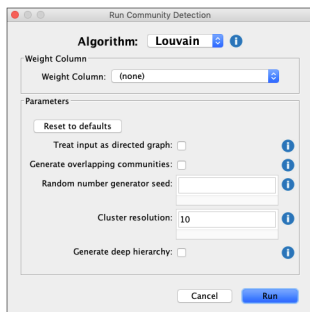 Run Community Detection
Algorithm: Louvain
Weight Column
Weight Column: (none)
Parameters
Reset to defaults
Treat input as directed graph:
Generate overlapping communities:
Random number generator seed:
Cluster resolution: 10
Generate deep hierarchy:
Cancel Run